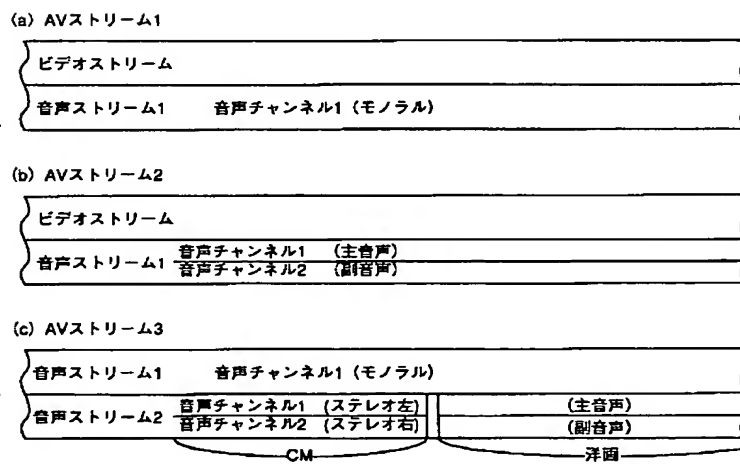 (a) AVストリーム1
ビデオストリーム
音声ストリーム1 音声チャンネル1 (モノラル)
(b) AVストリーム2
ビデオストリーム
音声ストリーム1
音声チャンネル1 (主音声)
音声チャンネル2 (副音声)
(c) AVストリーム3
音声ストリーム1 音声チャンネル1 (モノラル)
音声ストリーム2
音声チャンネル1 (ステレオ左) (主音声)
音声チャンネル2 (ステレオ右) (副音声)
CM 洋画